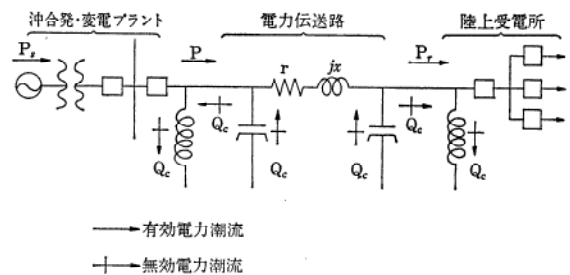 沖合発・変電プラント
電力伝送路
陸上受電所
Ps
P
r
jx
Pr
Qc
Qc
Qc
Qc
Qc
Qc
有効電力潮流
無効電力潮流